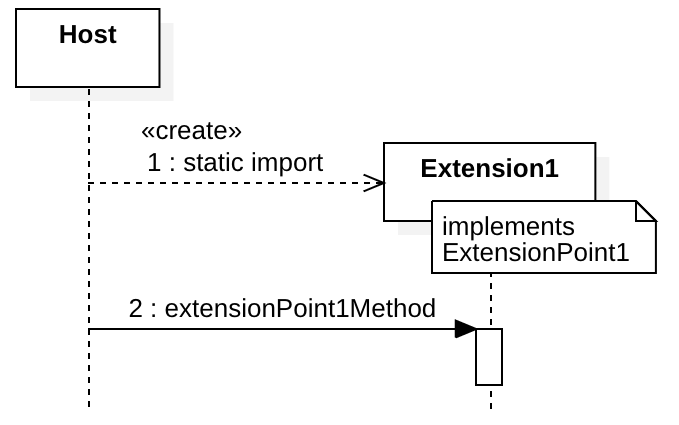 Host
«create»
1 : static import
Extension1
implements
ExtensionPoint1
2 : extensionPoint1Method